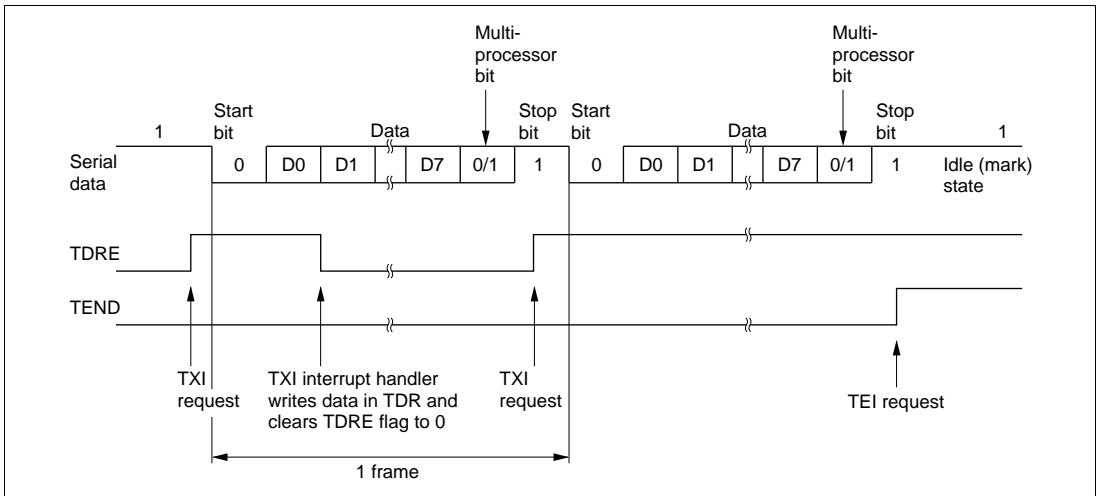 Multi-
processor
bit
Multi-
processor
bit
1
Start
bit
Data
Stop
bit
Start
bit
Data
Stop
bit
1
Serial
data
0 D0 D1 D7 0/1 1 0 D0 D1 D7 0/1 1
Idle (mark)
state
TDRE
TEND
TXI
request
TXI interrupt handler
writes data in TDR and
clears TDRE flag to 0
TXI
request
TEI request
1 frame